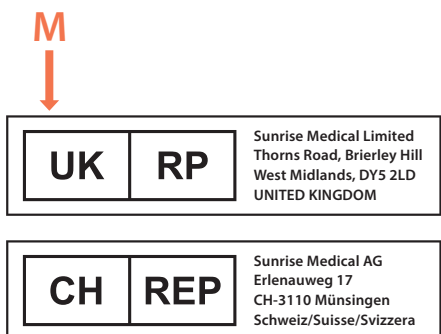 M
UK RP
Sunrise Medical Limited
Thorns Road, Brierley Hill
West Midlands, DY5 2LD
UNITED KINGDOM
CH REP
Sunrise Medical AG
Erlenauweg 17
CH-3110 Münsingen
Schweiz/Suisse/Svizzera